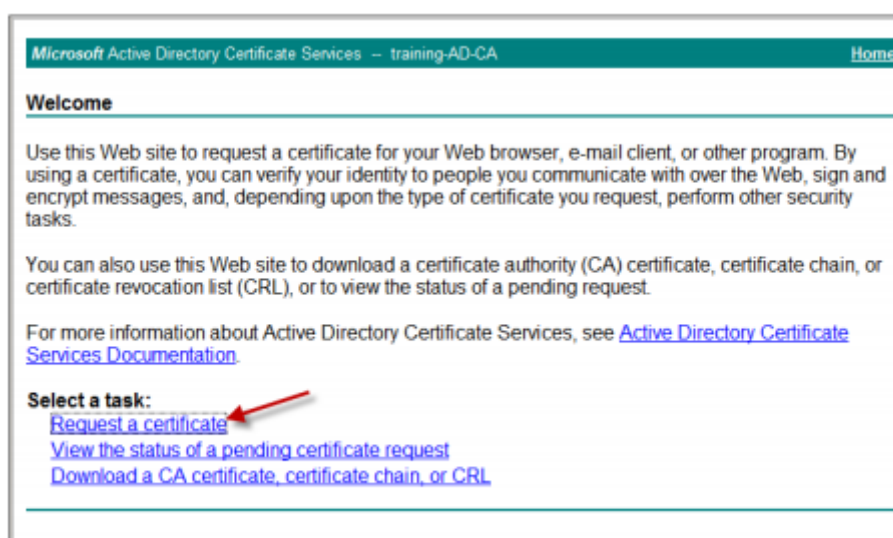 Microsoft Active Directory Certificate Services -- training-AD-CA Home
Welcome
Use this Web site to request a certificate for your Web browser, e-mail client, or other program. By
using a certificate, you can verify your identity to people you communicate with over the Web, sign and
encrypt messages, and, depending upon the type of certificate you request, perform other security
tasks.
You can also use this Web site to download a certificate authority (CA) certificate, certificate chain, or
certificate revocation list (CRL), or to view the status of a pending request.
For more information about Active Directory Certificate Services, see Active Directory Certificate
Services Documentation.
Select a task:
Request a certificate
View the status of a pending certificate request
Download a CA certificate, certificate chain, or CRL